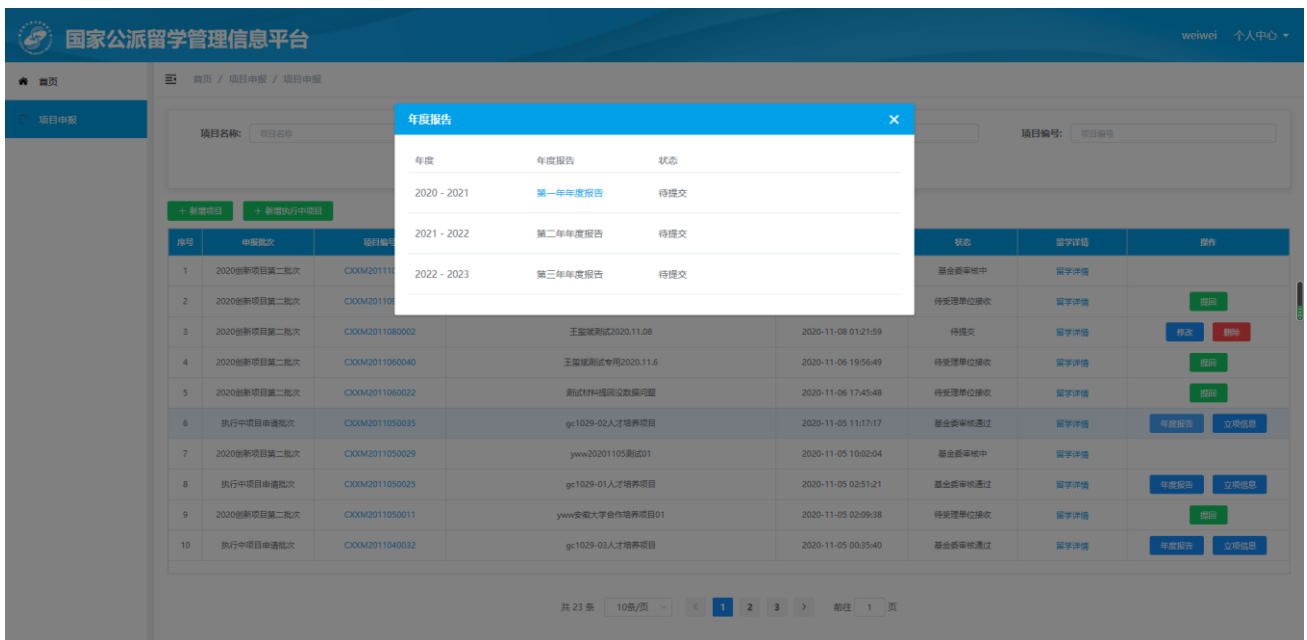 国家公派留学管理信息平台
weiwei 个人中心
首页
首页 / 项目申报 / 项目申报
项目申报
项目名称: 项目名称
项目编号: 项目编号
年度报告 ×
年度 年度报告 状态
2020 - 2021 第一年年度报告 待提交
2021 - 2022 第二年年度报告 待提交
2022 - 2023 第三年年度报告 待提交
+ 新增项目 + 新增执行中项目
序号 申报批次 项目编号 状态 留学详情 操作
1 2020创新项目第二批次 CXXM20111 基金委审核中 留学详情
2 2020创新项目第二批次 CXXM201109 待受理单位接收 留学详情 提回
3 2020创新项目第二批次 CXXM2011080002 2020.11.08 2020-11-08 01:21:59 待提交 留学详情 修改 删除
4 2020创新项目第二批次 CXXM2011060040 2020.11.6 2020-11-06 19:56:49 待受理单位接收 留学详情 提回
5 2020创新项目第二批次 CXXM2011060022 测试材料提回没数据问题 2020-11-06 17:45:48 待受理单位接收 留学详情 提回
6 执行中项目申请批次 CXXM2011050035 gc1029-02人才培养项目 2020-11-05 11:17:17 基金委审核通过 留学详情 年度报告 立项信息
7 2020创新项目第二批次 CXXM2011050029 yww20201105测试01 2020-11-05 10:02:04 基金委审核中 留学详情
8 执行中项目申请批次 CXXM2011050025 gc1029-01人才培养项目 2020-11-05 02:51:21 基金委审核通过 留学详情 年度报告 立项信息
9 2020创新项目第二批次 CXXM2011050011 yww安徽大学合作培养项目01 2020-11-05 02:09:38 待受理单位接收 留学详情 提回
10 执行中项目申请批次 CXXM2011040032 gc1029-03人才培养项目 2020-11-05 00:35:40 基金委审核通过 留学详情 年度报告 立项信息
共 23 条 10条/页 < 1 2 3 > 前往 1 页